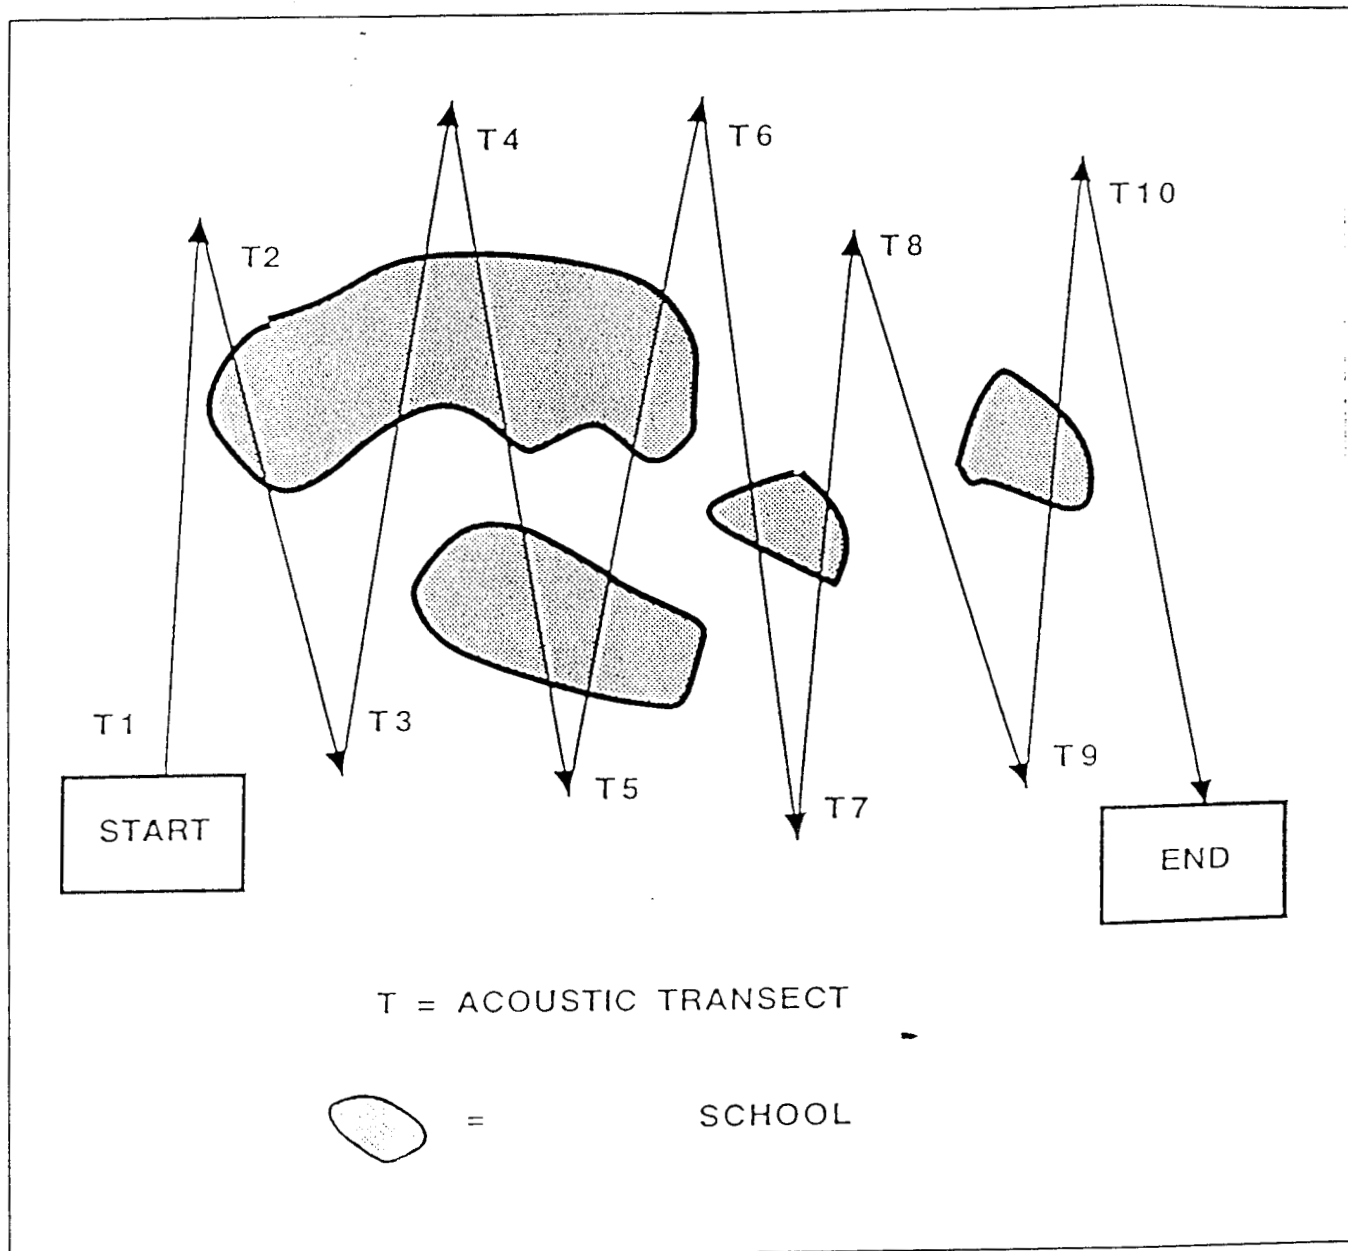 T4
T6
T10
T2
T8
T1
T3
T9
T5
T7
START
END
T = ACOUSTIC TRANSECT
= SCHOOL